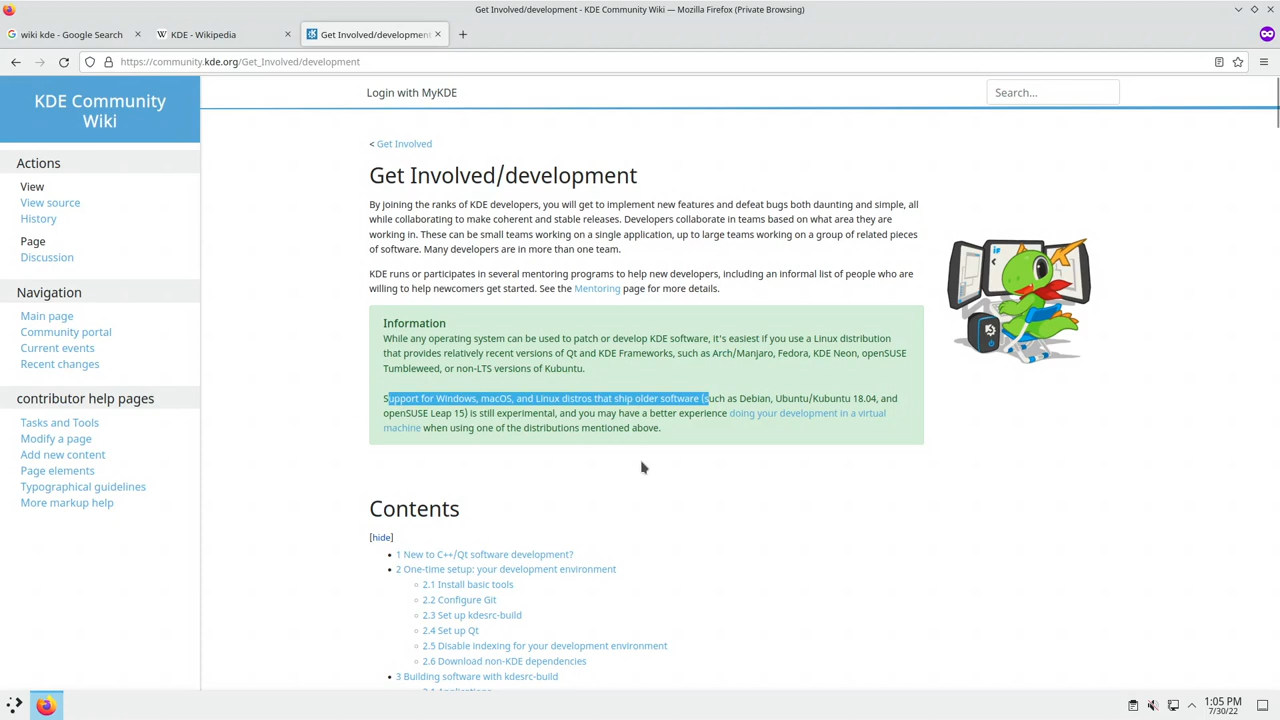 Get Involved/development - KDE Community Wiki — Mozilla Firefox (Private Browsing)
wiki kde - Google Search
KDE - Wikipedia
Get Involved/development
https://community.kde.org/Get_Involved/development
KDE Community
Wiki
Login with MyKDE
Search...
Actions
View
View source
History
Page
Discussion
Navigation
Main page
Community portal
Current events
Recent changes
contributor help pages
Tasks and Tools
Modify a page
Add new content
Page elements
Typographical guidelines
More markup help
< Get Involved
Get Involved/development
By joining the ranks of KDE developers, you will get to implement new features and defeat bugs both daunting and simple, all
while collaborating to make coherent and stable releases. Developers collaborate in teams based on what area they are
working in. These can be small teams working on a single application, up to large teams working on a group of related pieces
of software. Many developers are in more than one team.
KDE runs or participates in several mentoring programs to help new developers, including an informal list of people who are
willing to help newcomers get started. See the Mentoring page for more details.
Information
While any operating system can be used to patch or develop KDE software, it's easiest if you use a Linux distribution
that provides relatively recent versions of Qt and KDE Frameworks, such as Arch/Manjaro, Fedora, KDE Neon, openSUSE
Tumbleweed, or non-LTS versions of Kubuntu.
Support for Windows, macOS, and Linux distros that ship older software (such as Debian, Ubuntu/Kubuntu 18.04, and
openSUSE Leap 15) is still experimental, and you may have a better experience doing your development in a virtual
machine when using one of the distributions mentioned above.
Contents
[hide]
1 New to C++/Qt software development?
2 One-time setup: your development environment
2.1 Install basic tools
2.2 Configure Git
2.3 Set up kdesrc-build
2.4 Set up Qt
2.5 Disable indexing for your development environment
2.6 Download non-KDE dependencies
3 Building software with kdesrc-build
3.1 Applications
1:05 PM
7/30/22